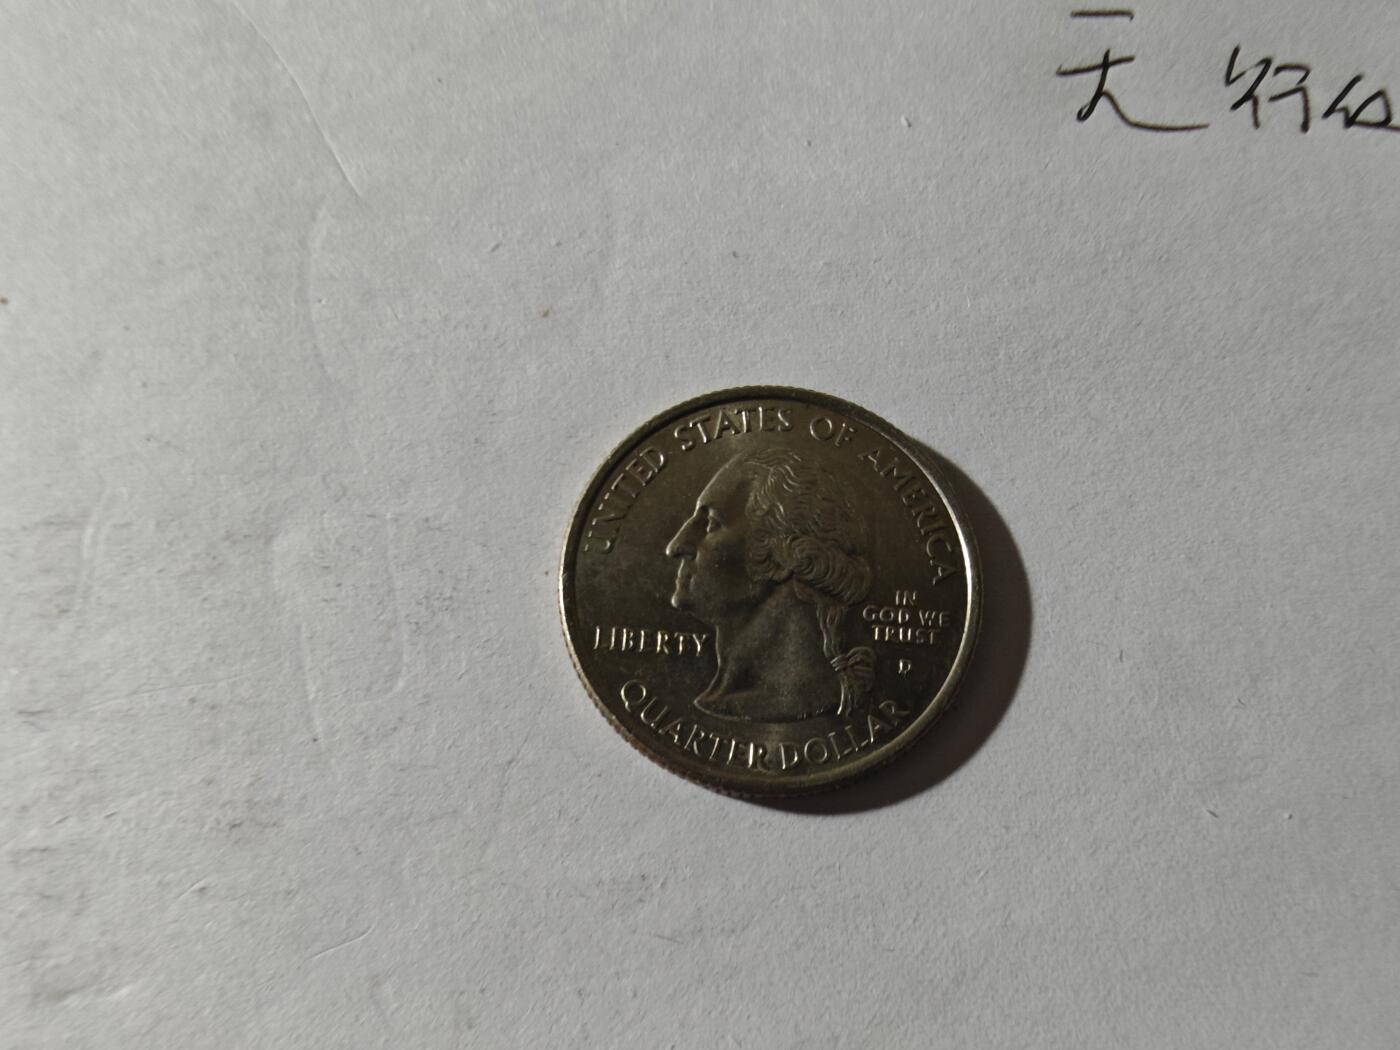 UNITED STATES OF AMERICA
LIBERTY
IN
GOD WE
TRUST
D
QUARTER DOLLAR